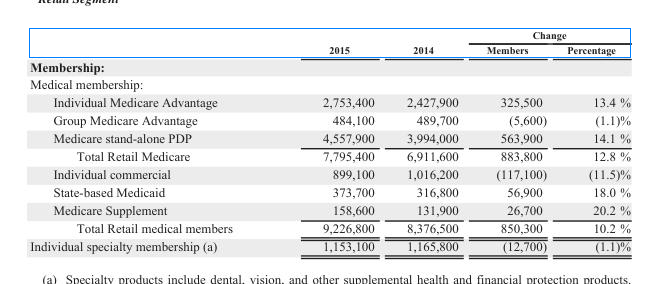 Retail Segment
Change
2015 2014 Members Percentage
Membership:
Medical membership:
Individual Medicare Advantage 2,753,400 2,427,900 325,500 13.4 %
Group Medicare Advantage 484,100 489,700 (5,600) (1.1)%
Medicare stand-alone PDP 4,557,900 3,994,000 563,900 14.1 %
Total Retail Medicare 7,795,400 6,911,600 883,800 12.8 %
Individual commercial 899,100 1,016,200 (117,100) (11.5)%
State-based Medicaid 373,700 316,800 56,900 18.0 %
Medicare Supplement 158,600 131,900 26,700 20.2 %
Total Retail medical members 9,226,800 8,376,500 850,300 10.2 %
Individual specialty membership (a) 1,153,100 1,165,800 (12,700) (1.1)%
(a) Specialty products include dental, vision, and other supplemental health and financial protection products.